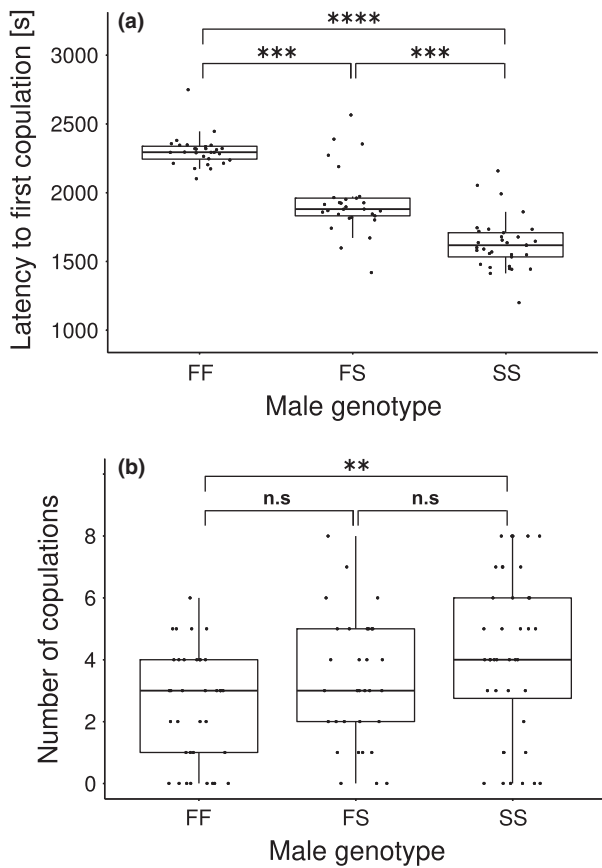 (a)
****
*** ***
Latency to first copulation [s]
3000
2500
2000
1500
1000
FF FS SS
Male genotype
(b)
**
n.s n.s
Number of copulations
8
6
4
2
0
FF FS SS
Male genotype